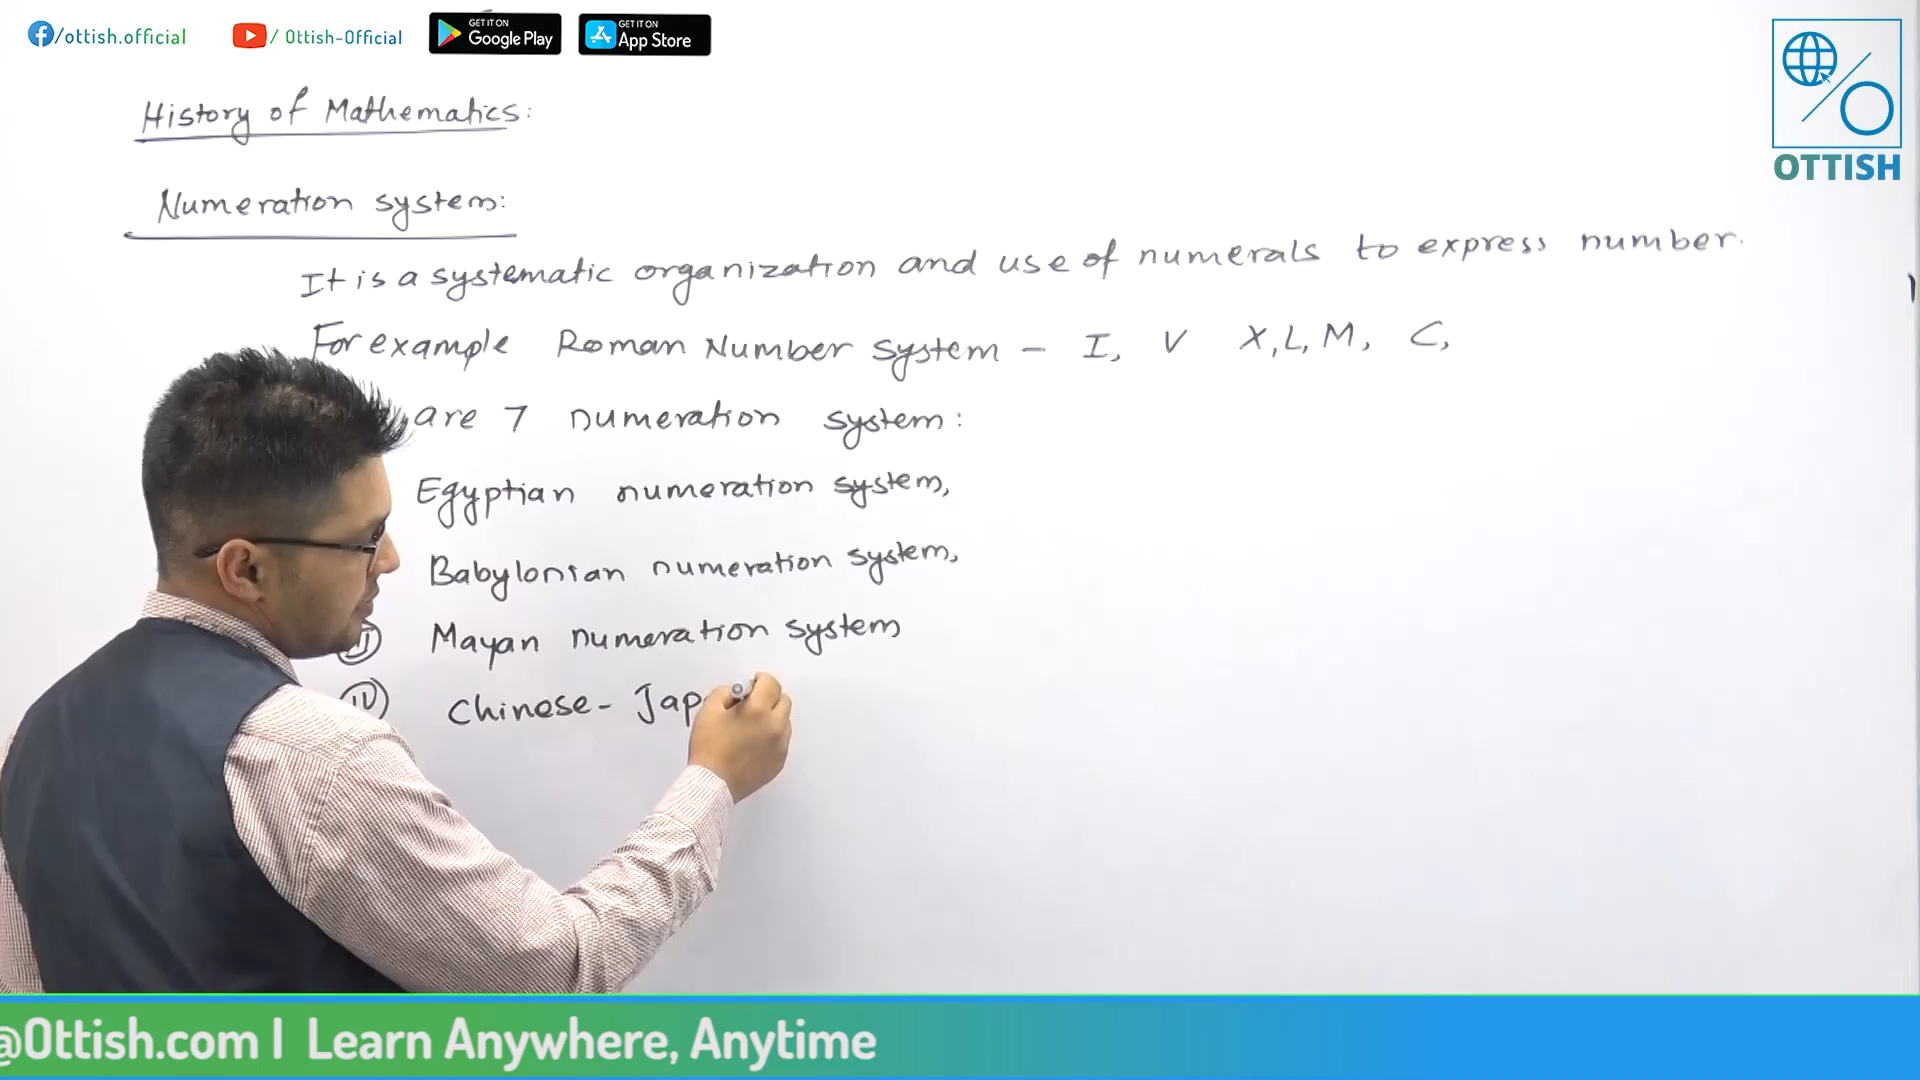 /ottish.official
/ Ottish-Official
GET IT ON
Google Play
GET IT ON
App Store
OTTISH
History of Mathematics:
Numeration system:
It is a systematic organization and use of numerals to express number.
For example Roman Number system - I, V X, L, M, C,
are 7 numeration system:
Egyptian numeration system,
Babylonian numeration system,
Mayan numeration system
Chinese- Jap
@Ottish.com | Learn Anywhere, Anytime